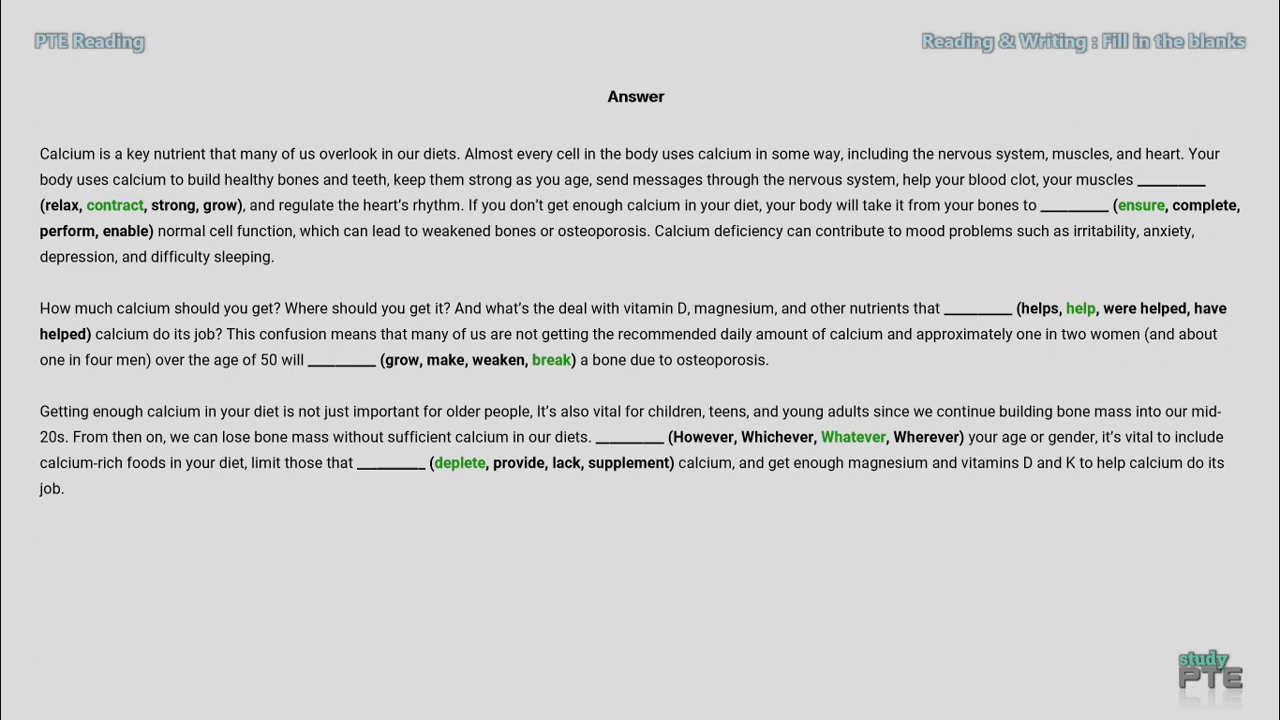 PTE Reading
Reading & Writing : Fill in the blanks
Answer
Calcium is a key nutrient that many of us overlook in our diets. Almost every cell in the body uses calcium in some way, including the nervous system, muscles, and heart. Your
body uses calcium to build healthy bones and teeth, keep them strong as you age, send messages through the nervous system, help your blood clot, your muscles _________
(relax, contract, strong, grow), and regulate the heart's rhythm. If you don't get enough calcium in your diet, your body will take it from your bones to _________ (ensure, complete,
perform, enable) normal cell function, which can lead to weakened bones or osteoporosis. Calcium deficiency can contribute to mood problems such as irritability, anxiety,
depression, and difficulty sleeping.
How much calcium should you get? Where should you get it? And what's the deal with vitamin D, magnesium, and other nutrients that _________ (helps, help, were helped, have
helped) calcium do its job? This confusion means that many of us are not getting the recommended daily amount of calcium and approximately one in two women (and about
one in four men) over the age of 50 will _________ (grow, make, weaken, break) a bone due to osteoporosis.
Getting enough calcium in your diet is not just important for older people, It's also vital for children, teens, and young adults since we continue building bone mass into our mid-
20s. From then on, we can lose bone mass without sufficient calcium in our diets. _________ (However, Whichever, Whatever, Wherever) your age or gender, it's vital to include
calcium-rich foods in your diet, limit those that _________ (deplete, provide, lack, supplement) calcium, and get enough magnesium and vitamins D and K to help calcium do its
job.
study
PTE